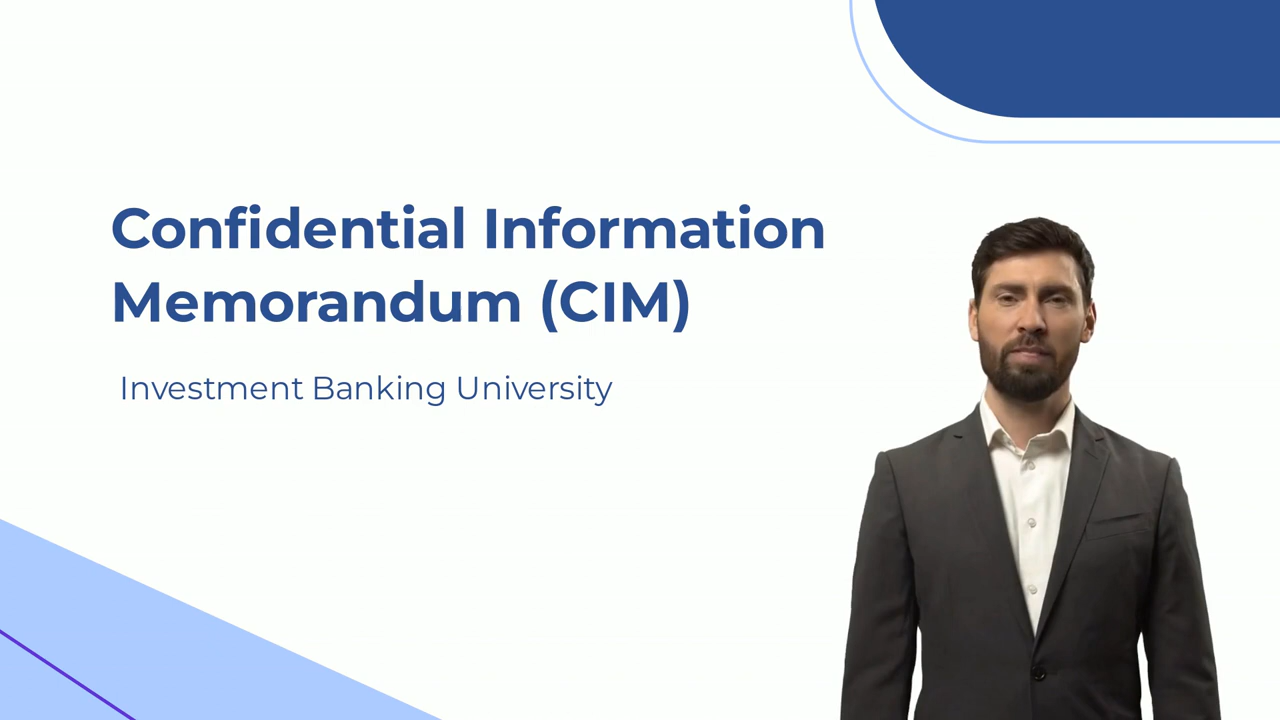 Confidential Information
Memorandum (CIM)
Investment Banking University